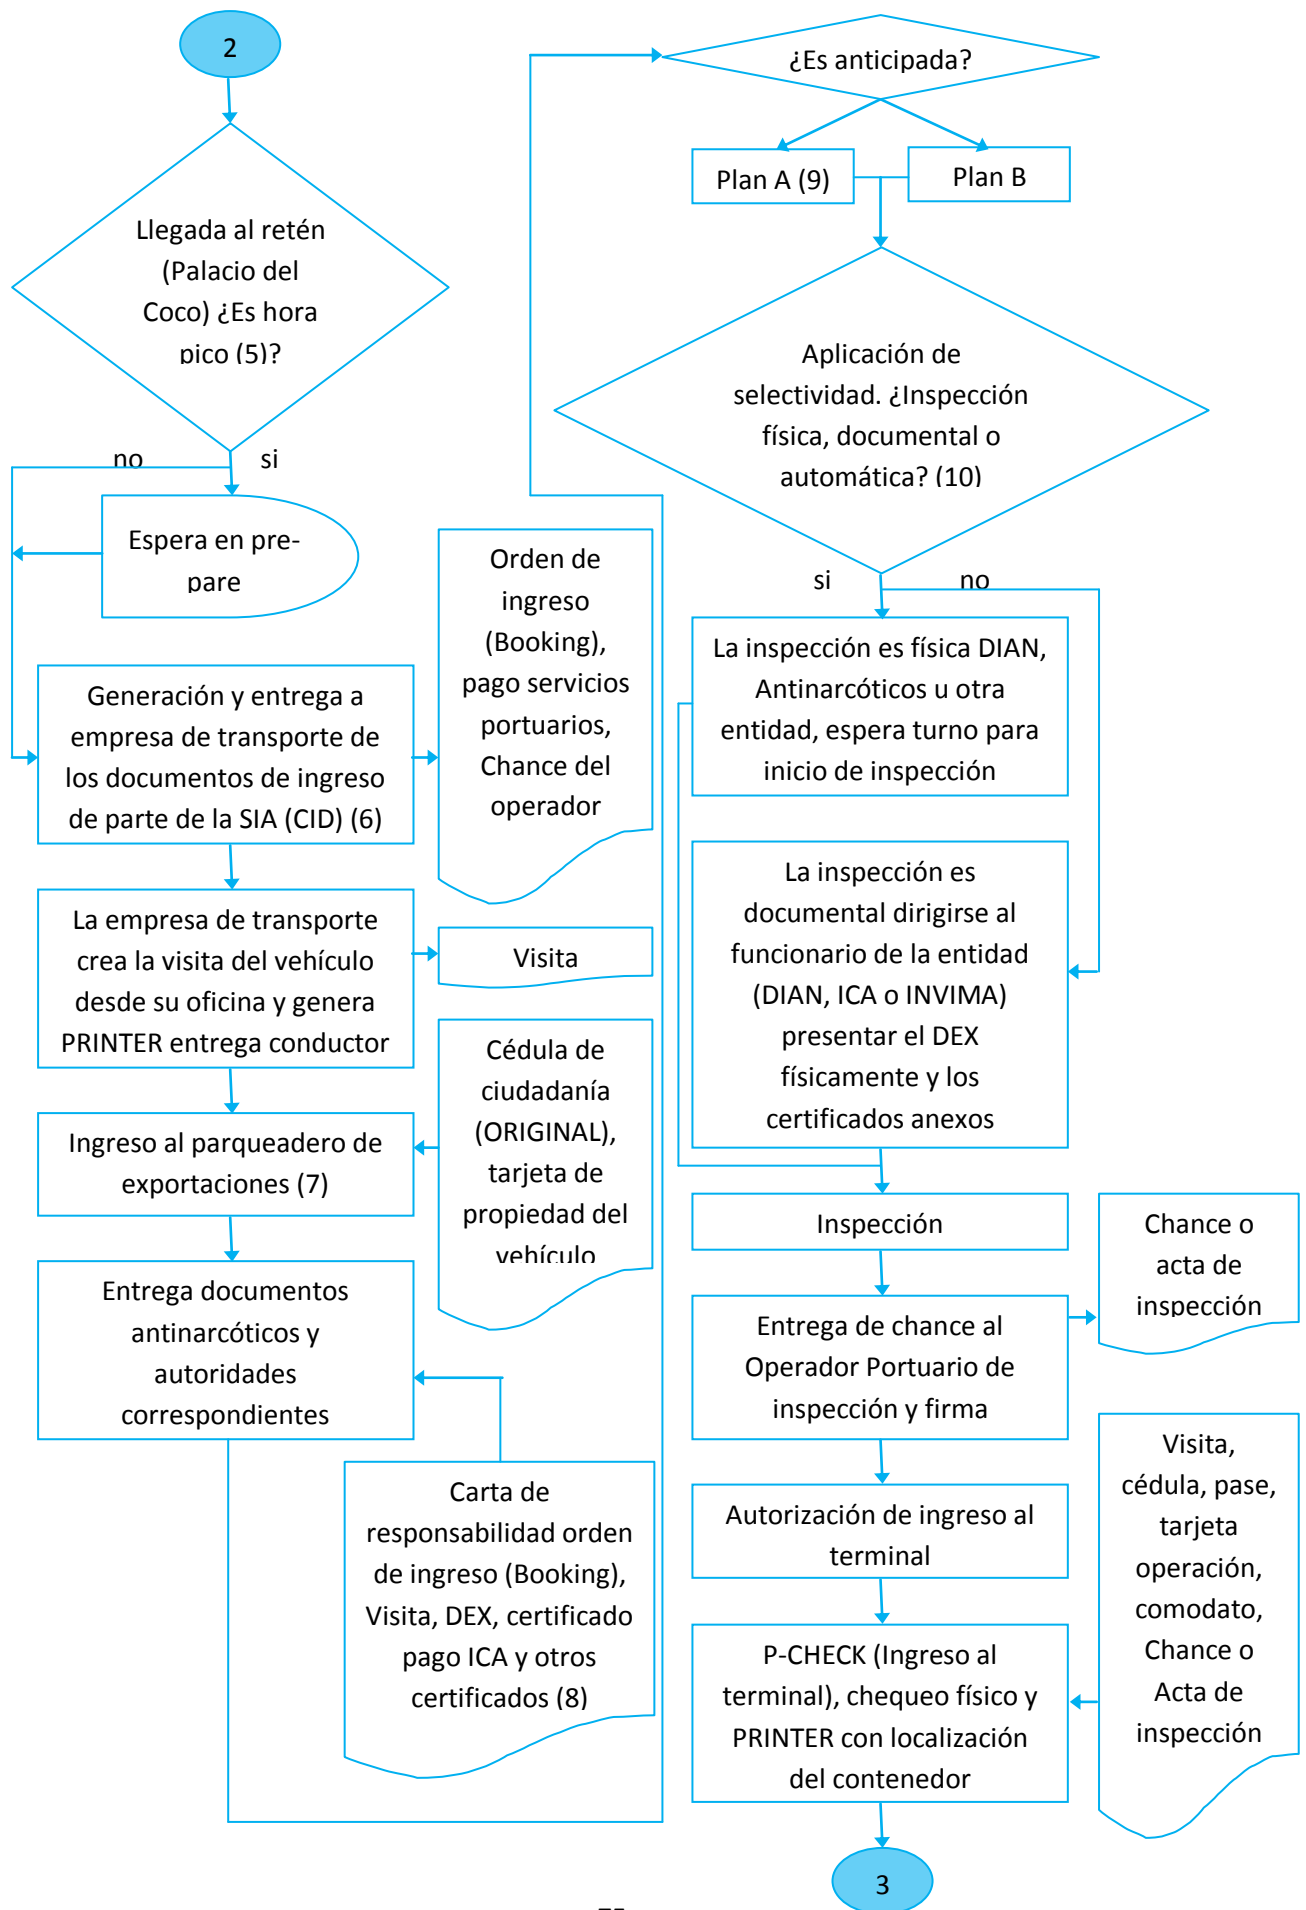 2
Llegada al retén
(Palacio del
Coco) ¿Es hora
pico (5)?
no
si
Espera en pre-
pare
Generación y entrega a
empresa de transporte de
los documentos de ingreso
de parte de la SIA (CID) (6)
Orden de
ingreso
(Booking),
pago servicios
portuarios,
Chance del
operador
La empresa de transporte
crea la visita del vehículo
desde su oficina y genera
PRINTER entrega conductor
Visita
Ingreso al parqueadero de
exportaciones (7)
Cédula de
ciudadanía
(ORIGINAL),
tarjeta de
propiedad del
vehículo
Entrega documentos
antinarcóticos y
autoridades
correspondientes
Carta de
responsabilidad orden
de ingreso (Booking),
Visita, DEX, certificado
pago ICA y otros
certificados (8)
¿Es anticipada?
Plan A (9)
Plan B
Aplicación de
selectividad. ¿Inspección
física, documental o
automática? (10)
si
no
La inspección es física DIAN,
Antinarcóticos u otra
entidad, espera turno para
inicio de inspección
La inspección es
documental dirigirse al
funcionario de la entidad
(DIAN, ICA o INVIMA)
presentar el DEX
físicamente y los
certificados anexos
Inspección
Chance o
acta de
inspección
Entrega de chance al
Operador Portuario de
inspección y firma
Autorización de ingreso al
terminal
Visita,
cédula, pase,
tarjeta
operación,
comodato,
Chance o
Acta de
inspección
P-CHECK (Ingreso al
terminal), chequeo físico y
PRINTER con localización
del contenedor
3